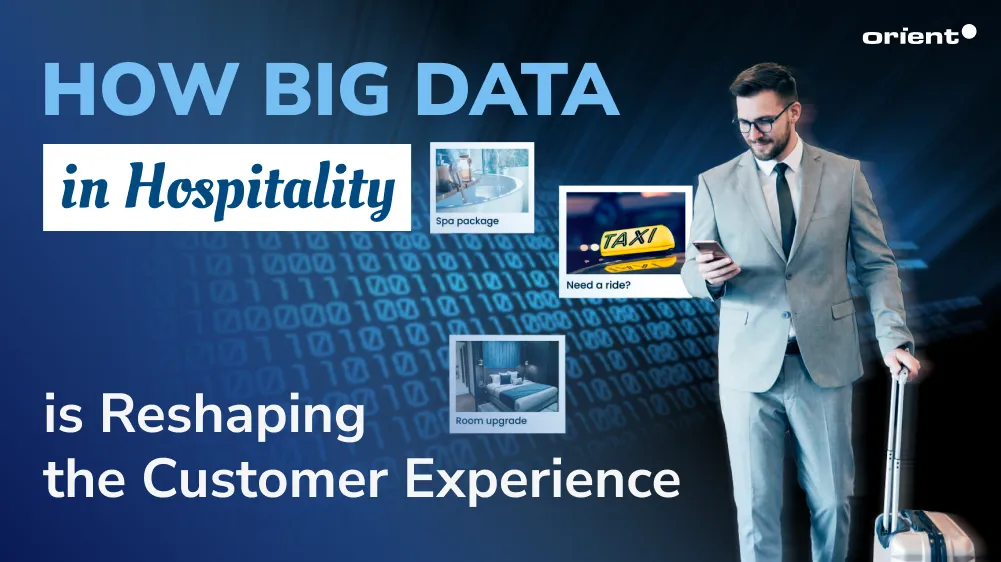 orient
HOW BIG DATA
in Hospitality
Spa package
TAXI
Need a ride?
Room upgrade
is Reshaping
the Customer Experience